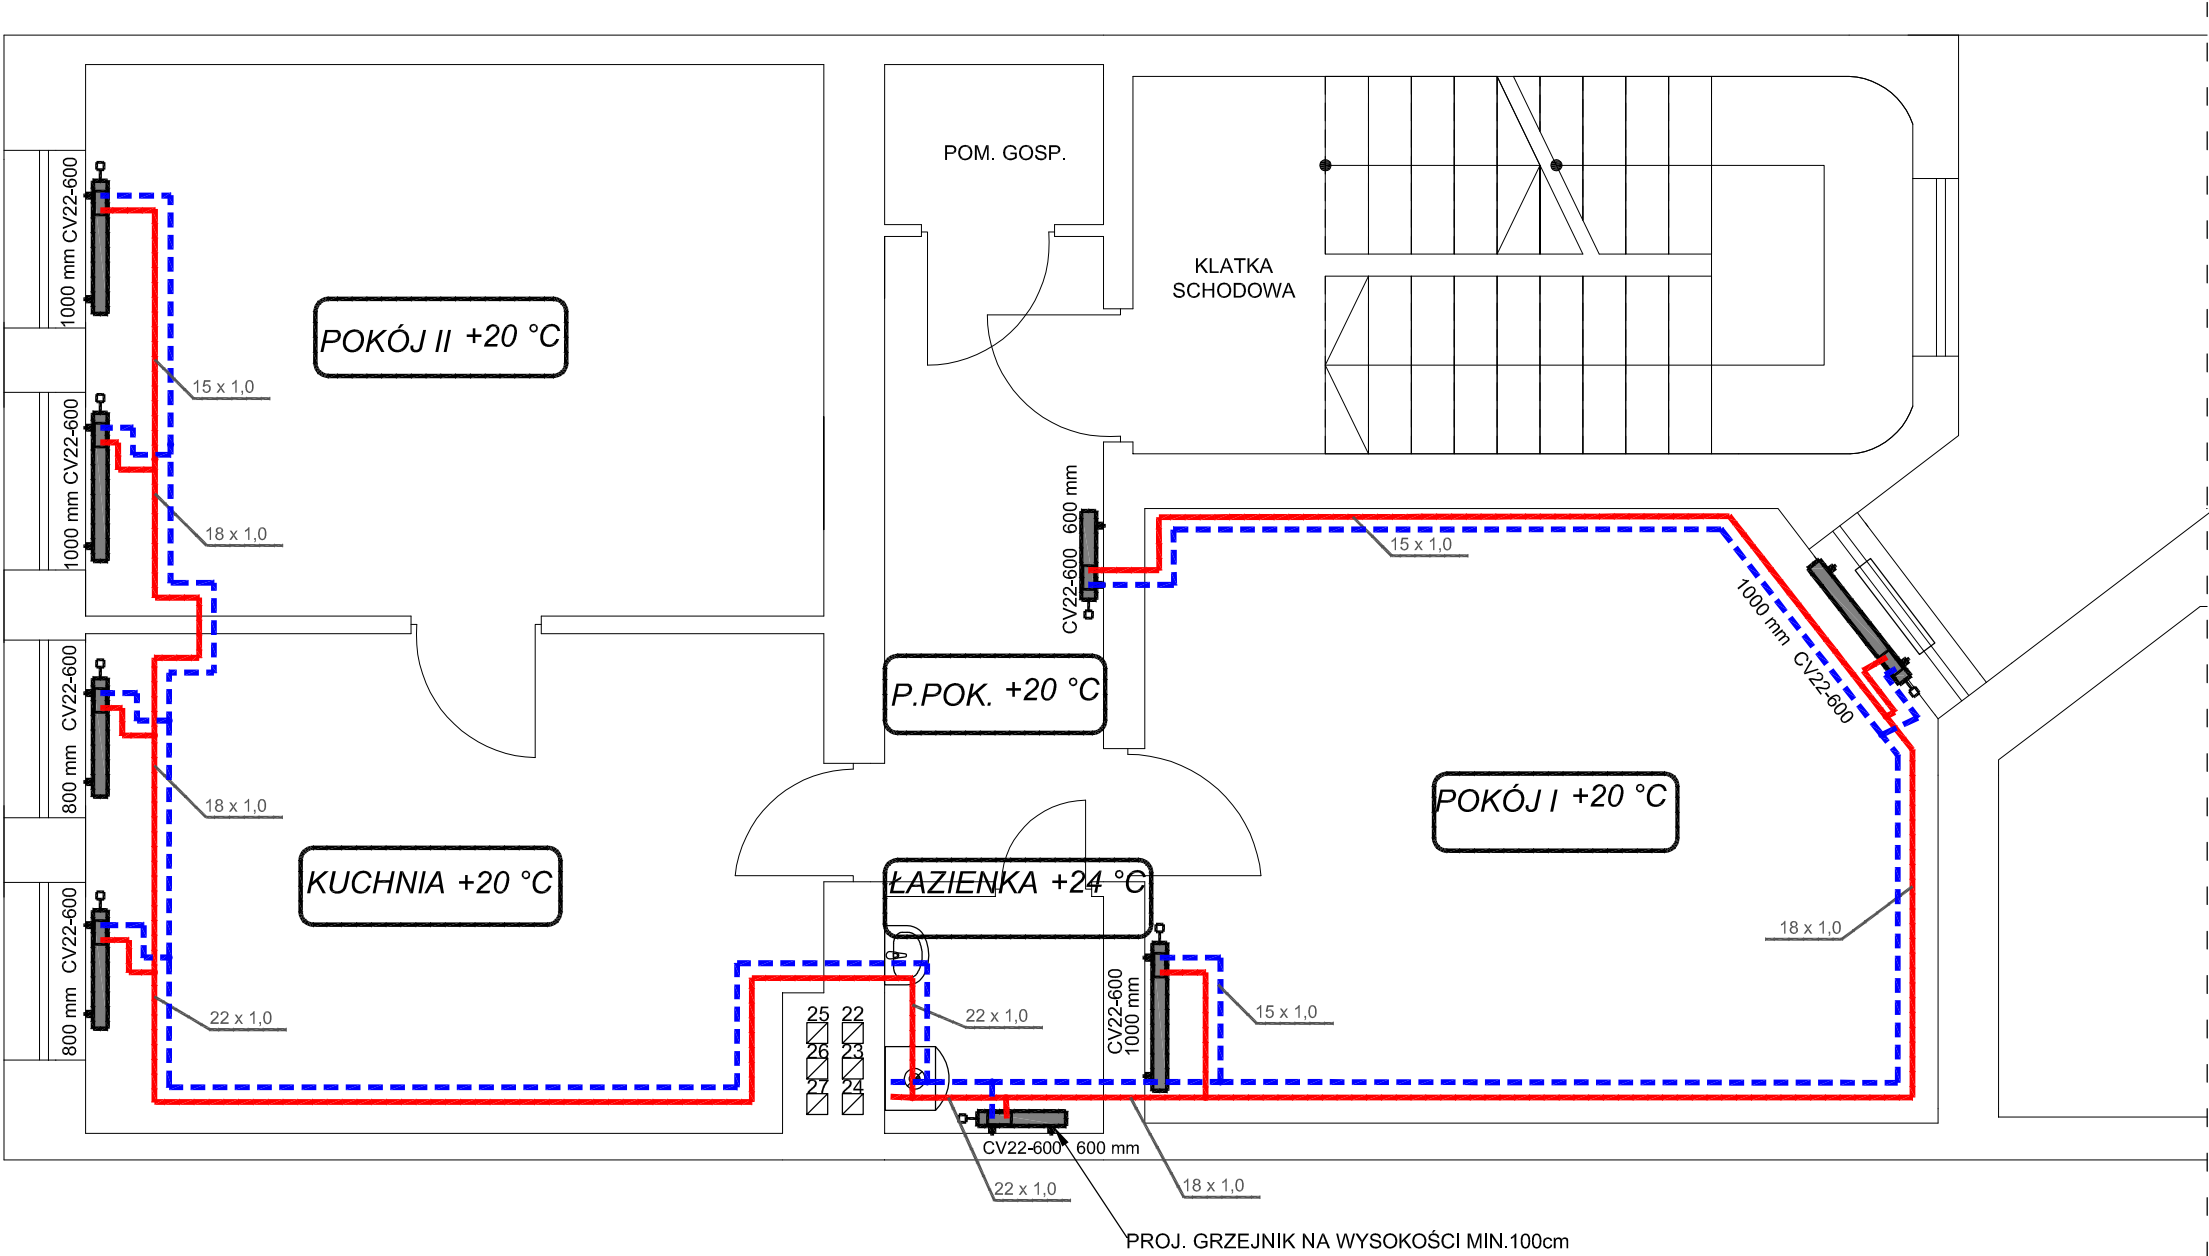 POM. GOSP.
KLATKA
SCHODOWA
1000 mm CV22-600
POKÓJ II +20 °C
15 x 1,0
1000 mm CV22-600
18 x 1,0
CV22-600 600 mm
15 x 1,0
1000 mm CV22-600
800 mm CV22-600
P.POK. +20 °C
18 x 1,0
POKÓJ I +20 °C
KUCHNIA +20 °C
ŁAZIENKA +24 °C
18 x 1,0
800 mm CV22-600
22 x 1,0
25 22
26 23
27 24
22 x 1,0
CV22-600
1000 mm
15 x 1,0
CV22-600 600 mm
22 x 1,0
18 x 1,0
PROJ. GRZEJNIK NA WYSOKOŚCI MIN.100cm